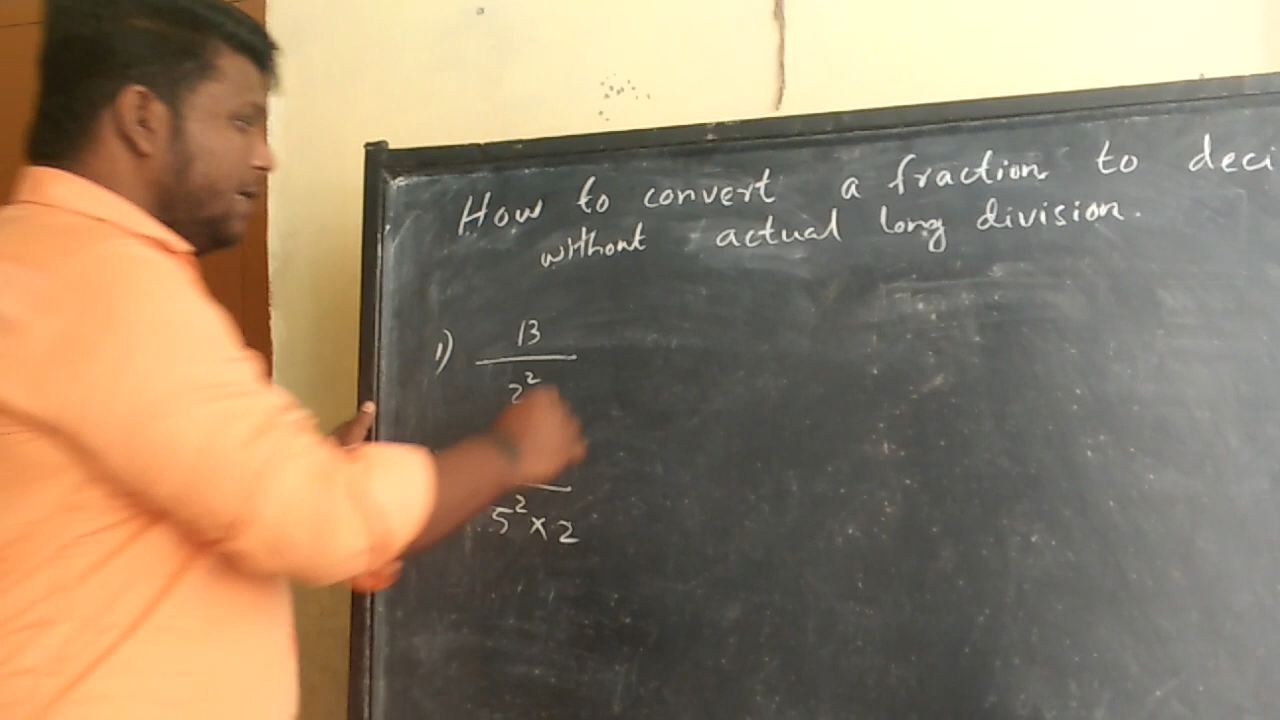 How to convert a fraction to deci
without actual long division.
1) 13
2²
5² × 2